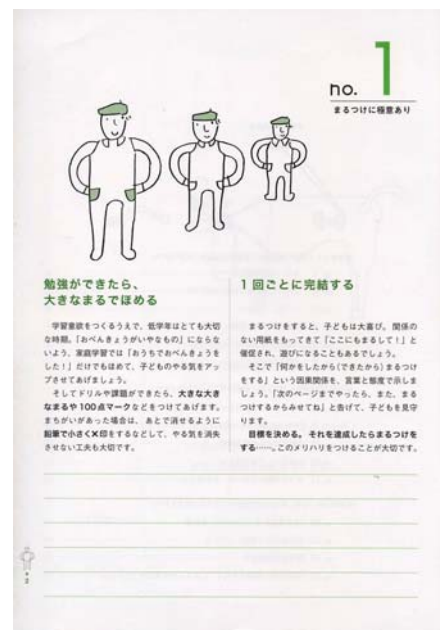 no. 1
まるつけに極意あり
勉強ができたら、
大きなまるでほめる
学習意欲をつくるうえで、低学年はとても大切
な時期。「おべんきょうがいやなもの」にならな
いよう、家庭学習では「おうちでおべんきょうを
した！」だけでもほめて、子どものやる気をアッ
プさせてあげましょう。
そしてドリルや課題ができたら、大きな大き
なまるや100点マークなどをつけてあげます。
まちがいがあった場合は、あとで消せるように
鉛筆で小さく×印をするなどして、やる気を消失
させない工夫も大切です。
1回ごとに完結する
まるつけをすると、子どもは大喜び。関係の
ない用紙をもってきて「ここにもまるして！」と
催促され、遊びになることもあるでしょう。
そこで「何かをしたから（できたから）まるつけ
をする」という因果関係を、言葉と態度で示しま
しょう。「次のページまでやったら、また、まる
つけするからみせてね」と告げて、子どもを見守
ります。
目標を決める。それを達成したらまるつけを
する……。このメリハリをつけることが大切です。
2